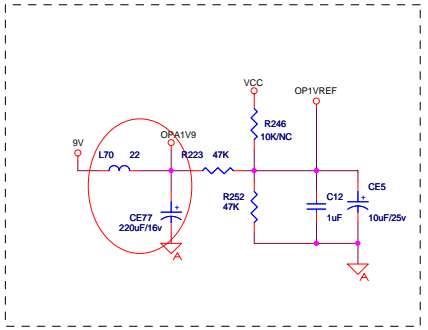 VCC
OP1VREF
R246
10K/NC
9V
OPA1V9
L70 22
R223 47K
R252
47K
C12
1uF
CE5
10uF/25v
CE77
220uF/16v
A
A